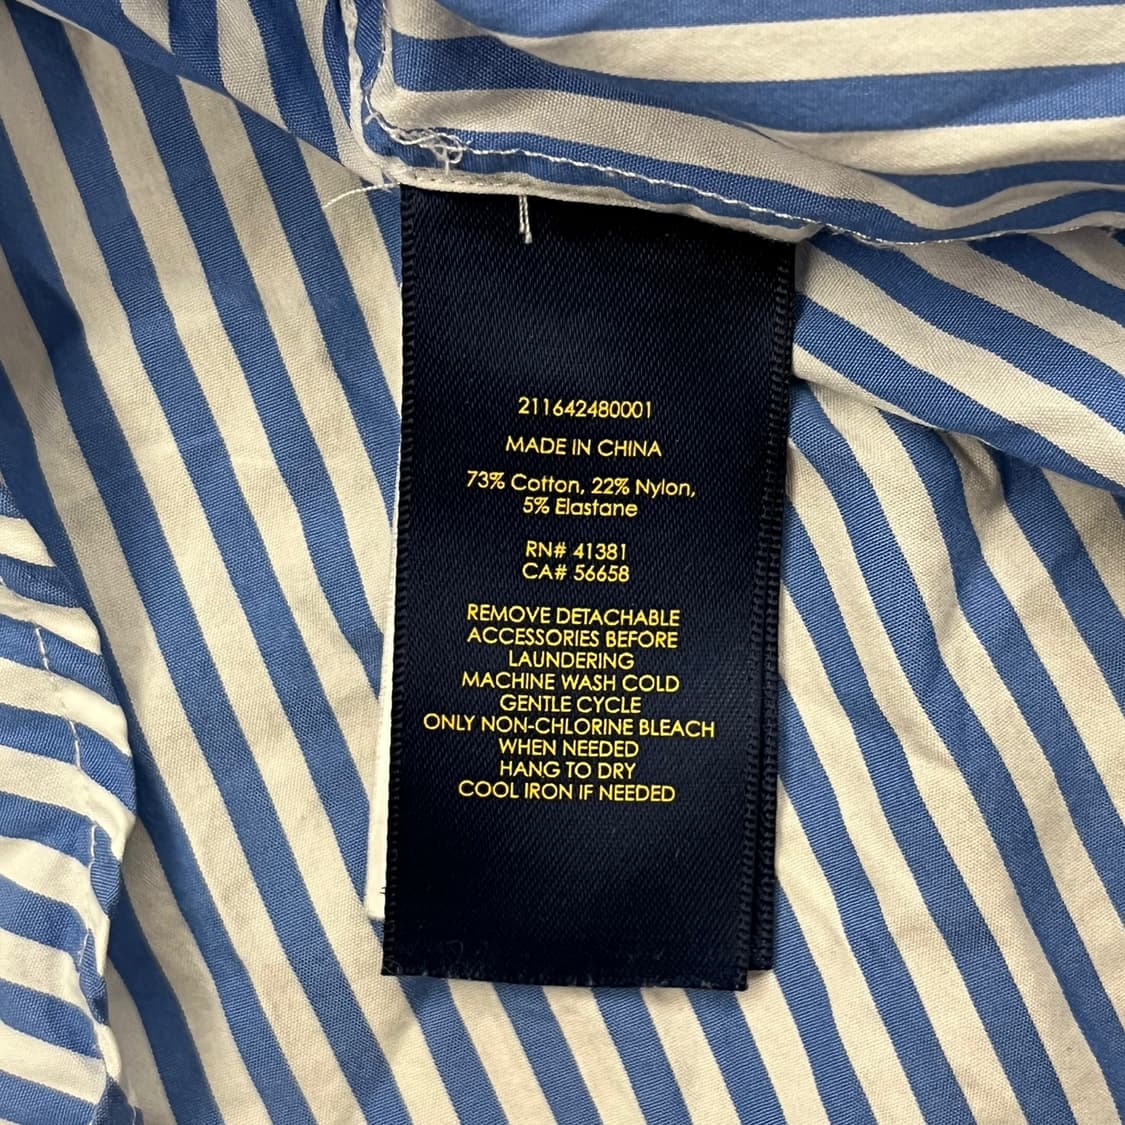 211642480001
MADE IN CHINA
73% Cotton, 22% Nylon,
5% Elastane
RN# 41381
CA# 56658
REMOVE DETACHABLE
ACCESSORIES BEFORE
LAUNDERING
MACHINE WASH COLD
GENTLE CYCLE
ONLY NON-CHLORINE BLEACH
WHEN NEEDED
HANG TO DRY
COOL IRON IF NEEDED